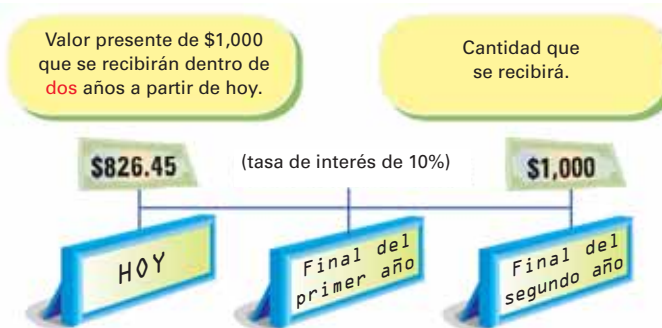 Valor presente de $1,000
que se recibirán dentro de
dos años a partir de hoy.
Cantidad que
se recibirá.
$826.45
(tasa de interés de 10%)
$1,000
HOY
Final del
primer año
Final del
segundo año